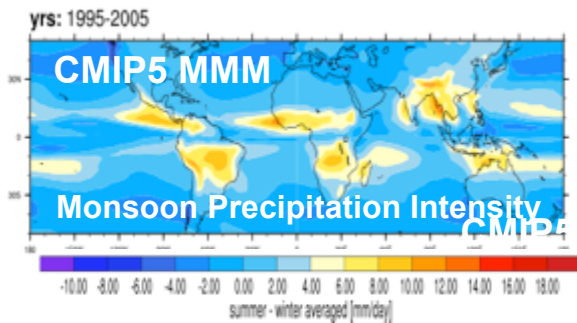 yrs: 1995-2005
CMIP5 MMM
30N
0
30S
Monsoon Precipitation Intensity
CMIP5
180
0
-10.00 -8.00 -6.00 -4.00 -2.00 0.00 2.00 4.00 6.00 8.00 10.00 12.00 14.00 16.00 18.00
summer - winter averaged [mm/day]